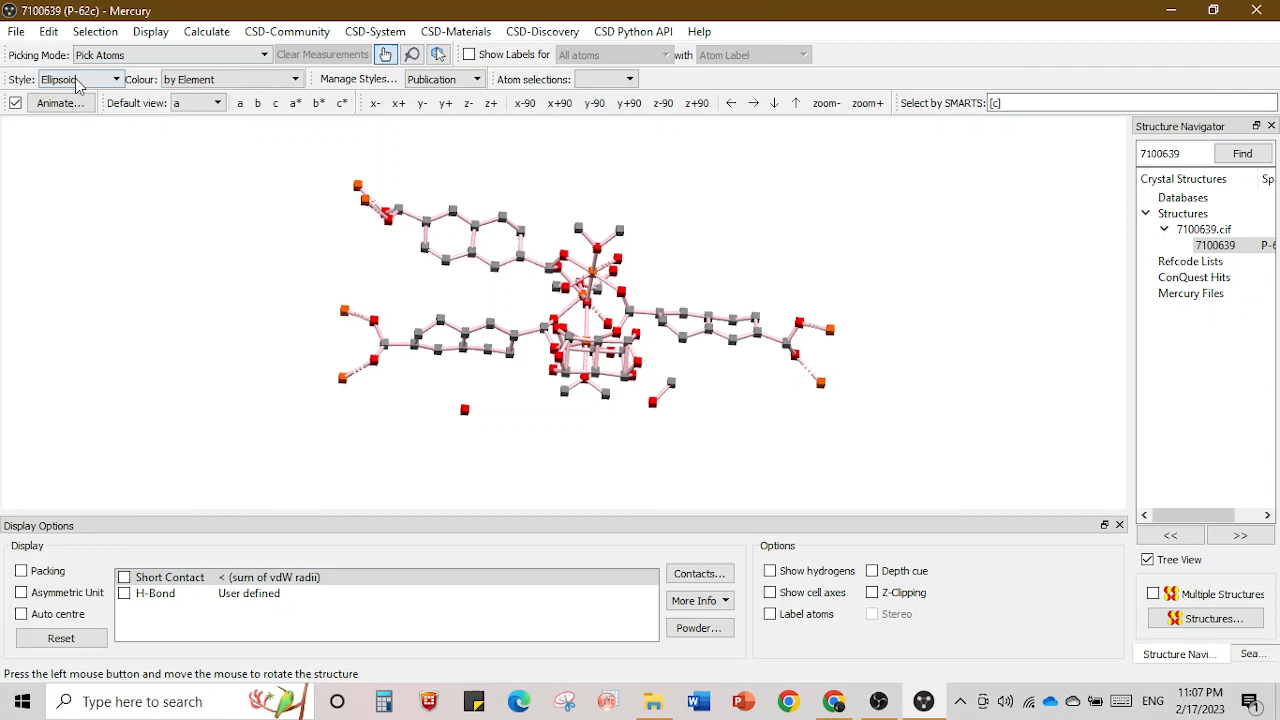 7100639 (P-62c) - Mercury
File Edit Selection Display Calculate CSD-Community CSD-System CSD-Materials CSD-Discovery CSD Python API Help
Picking Mode: Pick Atoms Clear Measurements Show Labels for All atoms with Atom Label
Style: Ellipsoid Colour: by Element Manage Styles... Publication Atom selections:
Animate... Default view: a a b c a* b* c* x- x+ y- y+ z- z+ x-90 x+90 y-90 y+90 z-90 z+90 zoom- zoom+ Select by SMARTS: [c]
Structure Navigator
7100639 Find
Crystal Structures Sp
Databases
Structures
7100639.cif
7100639 P-6
Refcode Lists
ConQuest Hits
Mercury Files
<< >>
Tree View
Multiple Structures
Structures...
Structure Navi... Sea...
Display Options
Display
Packing
Asymmetric Unit
Auto centre
Reset
Short Contact < (sum of vdW radii)
H-Bond User defined
Contacts...
More Info
Powder...
Options
Show hydrogens Depth cue
Show cell axes Z-Clipping
Label atoms Stereo
Press the left mouse button and move the mouse to rotate the structure
Type here to search
ENG
11:07 PM
2/17/2023